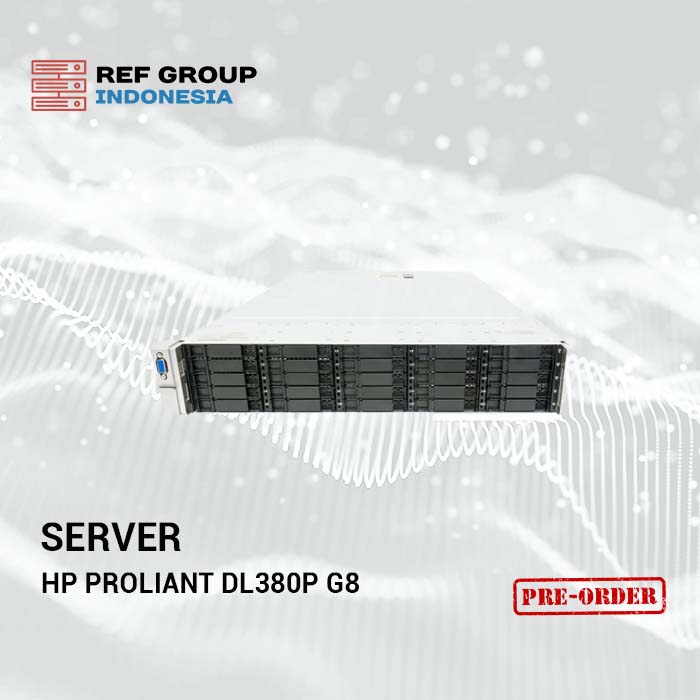 REF GROUP
INDONESIA
SERVER
HP PROLIANT DL380P G8
PRE-ORDER